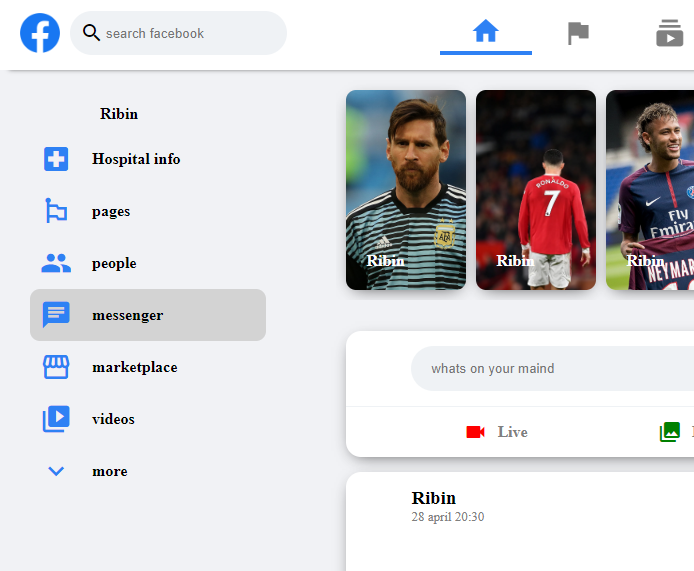 search facebook
Ribin
Hospital info
pages
people
messenger
marketplace
videos
more
Ribin
RONALDO
7
Ribin
Fly
Emira
NEYMAR
Ribin
whats on your maind
Live
Ribin
28 april 20:30